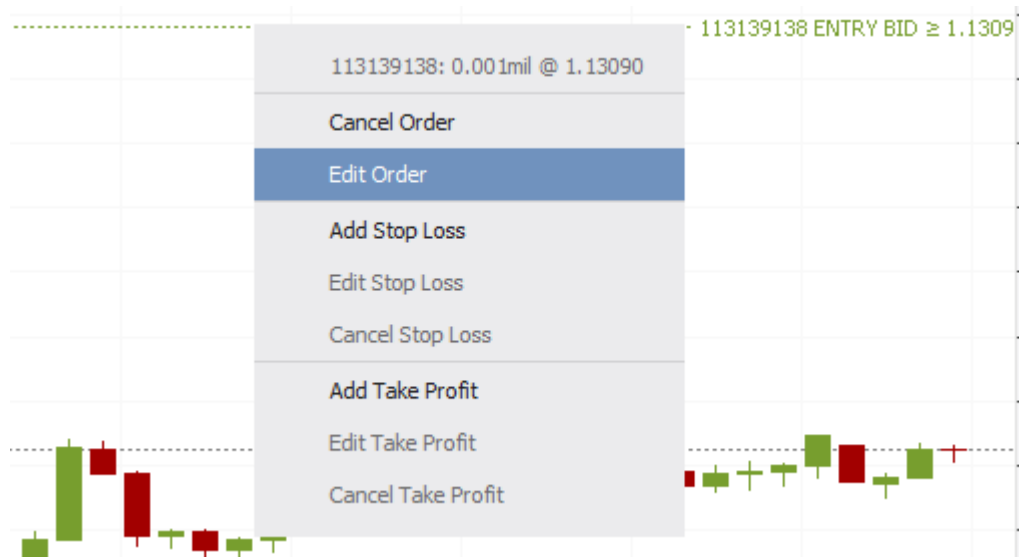 113139138 ENTRY BID ≥ 1.1309
113139138: 0.001mil @ 1.13090
Cancel Order
Edit Order
Add Stop Loss
Edit Stop Loss
Cancel Stop Loss
Add Take Profit
Edit Take Profit
Cancel Take Profit